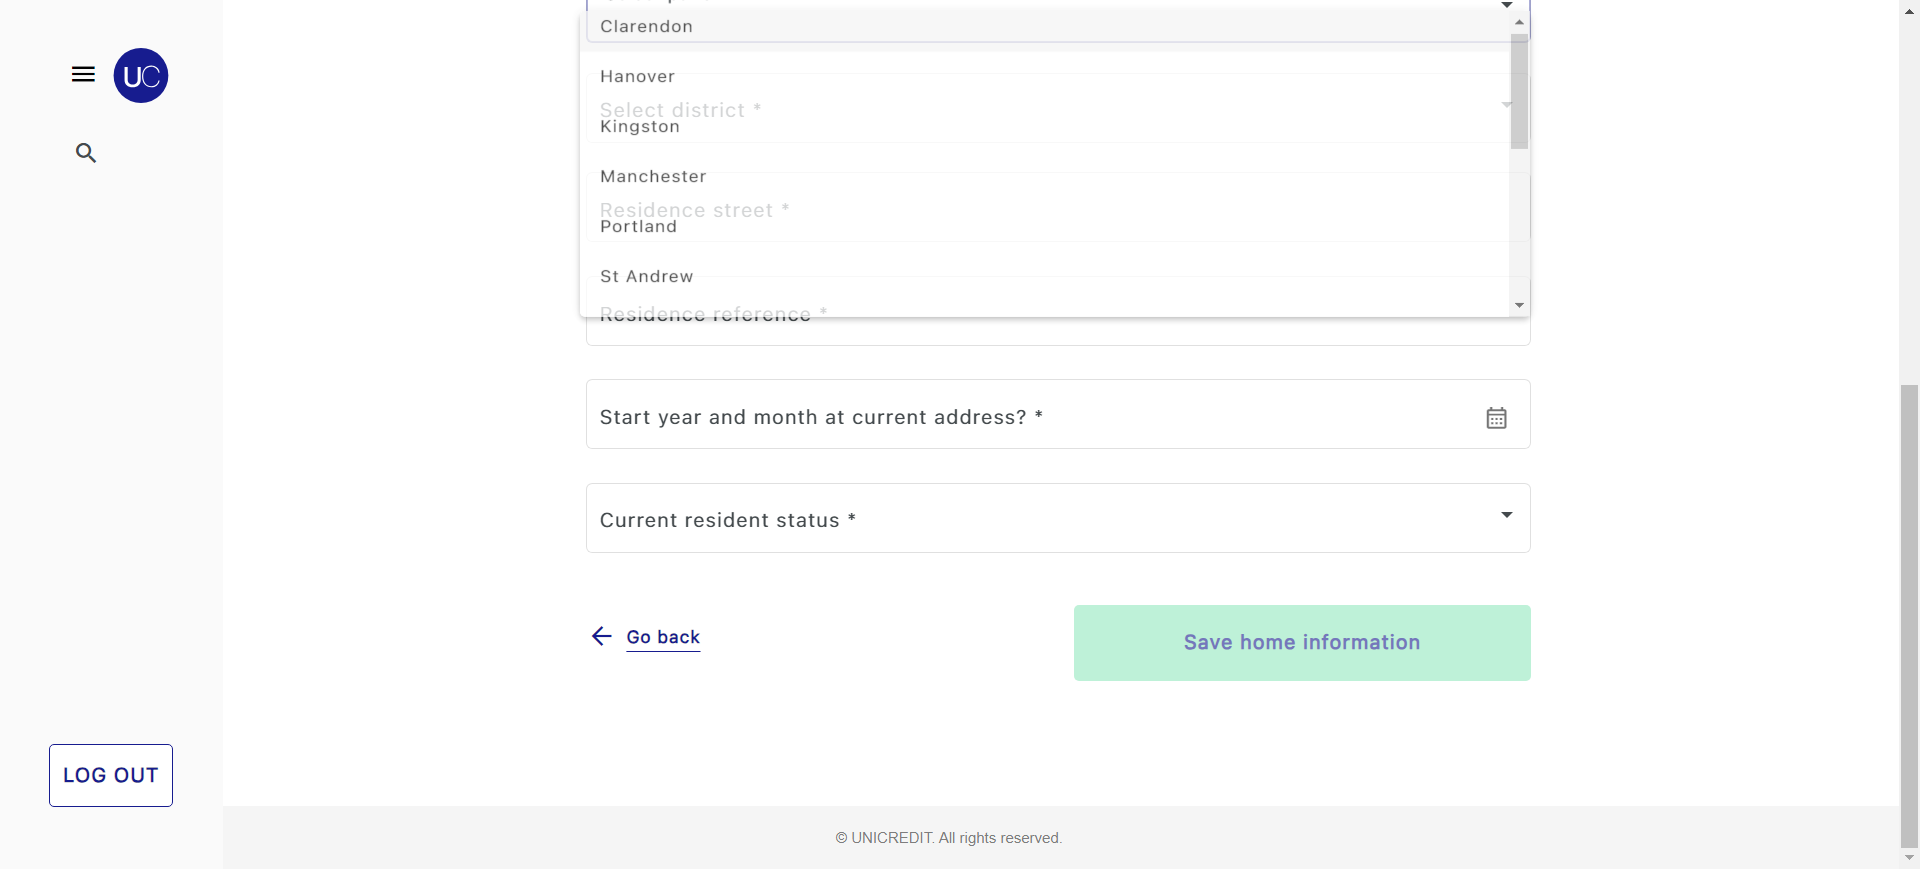 UC
Clarendon
Hanover
Select district *
Kingston
Manchester
Residence street *
Portland
St Andrew
Residence reference *
Start year and month at current address? *
Current resident status *
Go back
Save home information
LOG OUT
© UNICREDIT. All rights reserved.